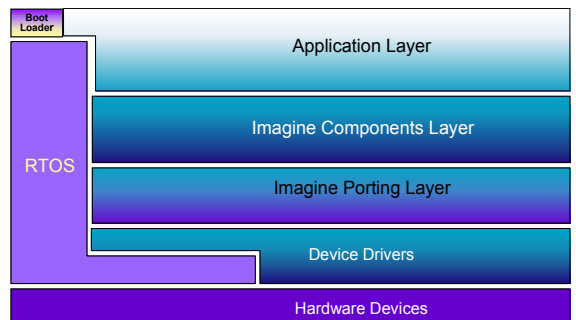 Boot
Loader
Application Layer
Imagine Components Layer
RTOS
Imagine Porting Layer
Device Drivers
Hardware Devices